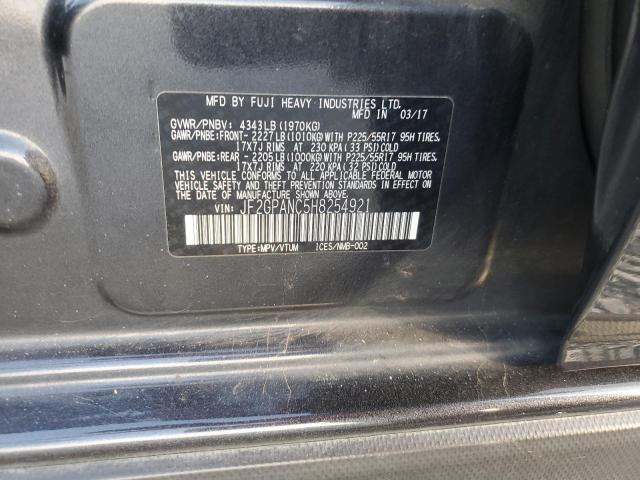 MFD BY FUJI HEAVY INDUSTRIES LTD.
MFD IN 03/17
GVWR/PNBV: 4343LB (1970KG)
GAWR/PNBE:FRONT- 2227LB (1010KG) WITH P225/55R17 95H TIRES,
17X7J RIMS AT 230 KPA (33 PSI) COLD
GAWR/PNBE:REAR - 2205LB (1000KG) WITH P225/55R17 95H TIRES,
17X7J RIMS AT 220 KPA (32 PSI) COLD
THIS VEHICLE CONFORMS TO ALL APPLICABLE FEDERAL MOTOR
VEHICLE SAFETY AND THEFT PREVENTION STANDARDS IN EFFECT
ON THE DATE OF MANUFACTURE SHOWN ABOVE.
VIN: JF2GPANC5H8254921
TYPE:MPV/VTUM ICES/NMB-002